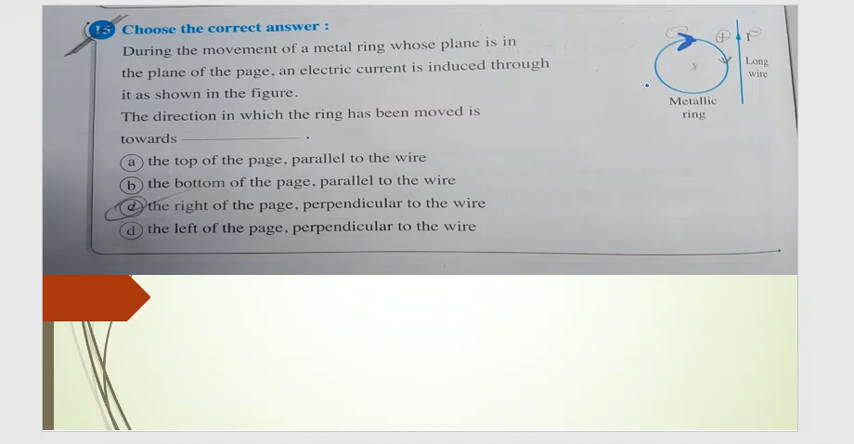 15 Choose the correct answer :
During the movement of a metal ring whose plane is in
the plane of the page, an electric current is induced through
it as shown in the figure.
The direction in which the ring has been moved is
towards .
a the top of the page, parallel to the wire
b the bottom of the page, parallel to the wire
the right of the page, perpendicular to the wire
d the left of the page, perpendicular to the wire
I
Long
wire
Metallic
ring